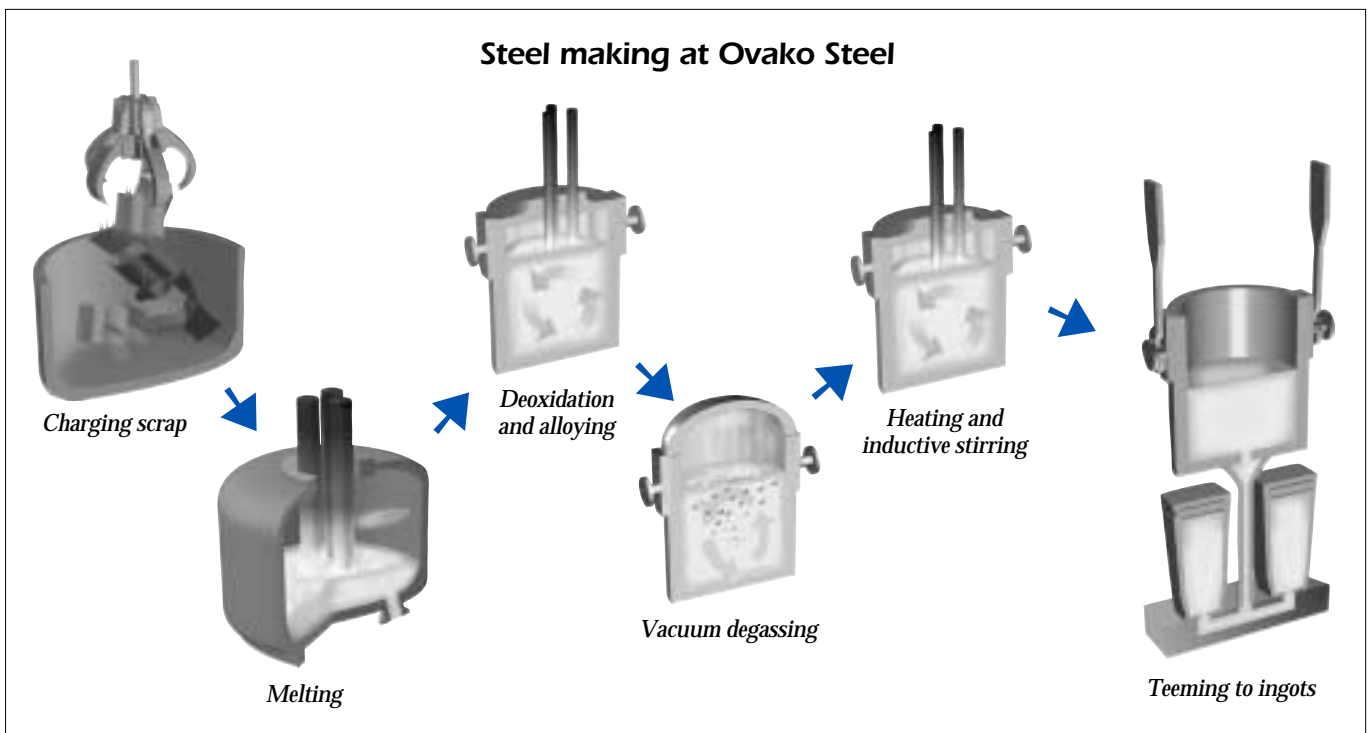 Steel making at Ovako Steel
Charging scrap
Melting
Deoxidation
and alloying
Vacuum degassing
Heating and
inductive stirring
Teeming to ingots